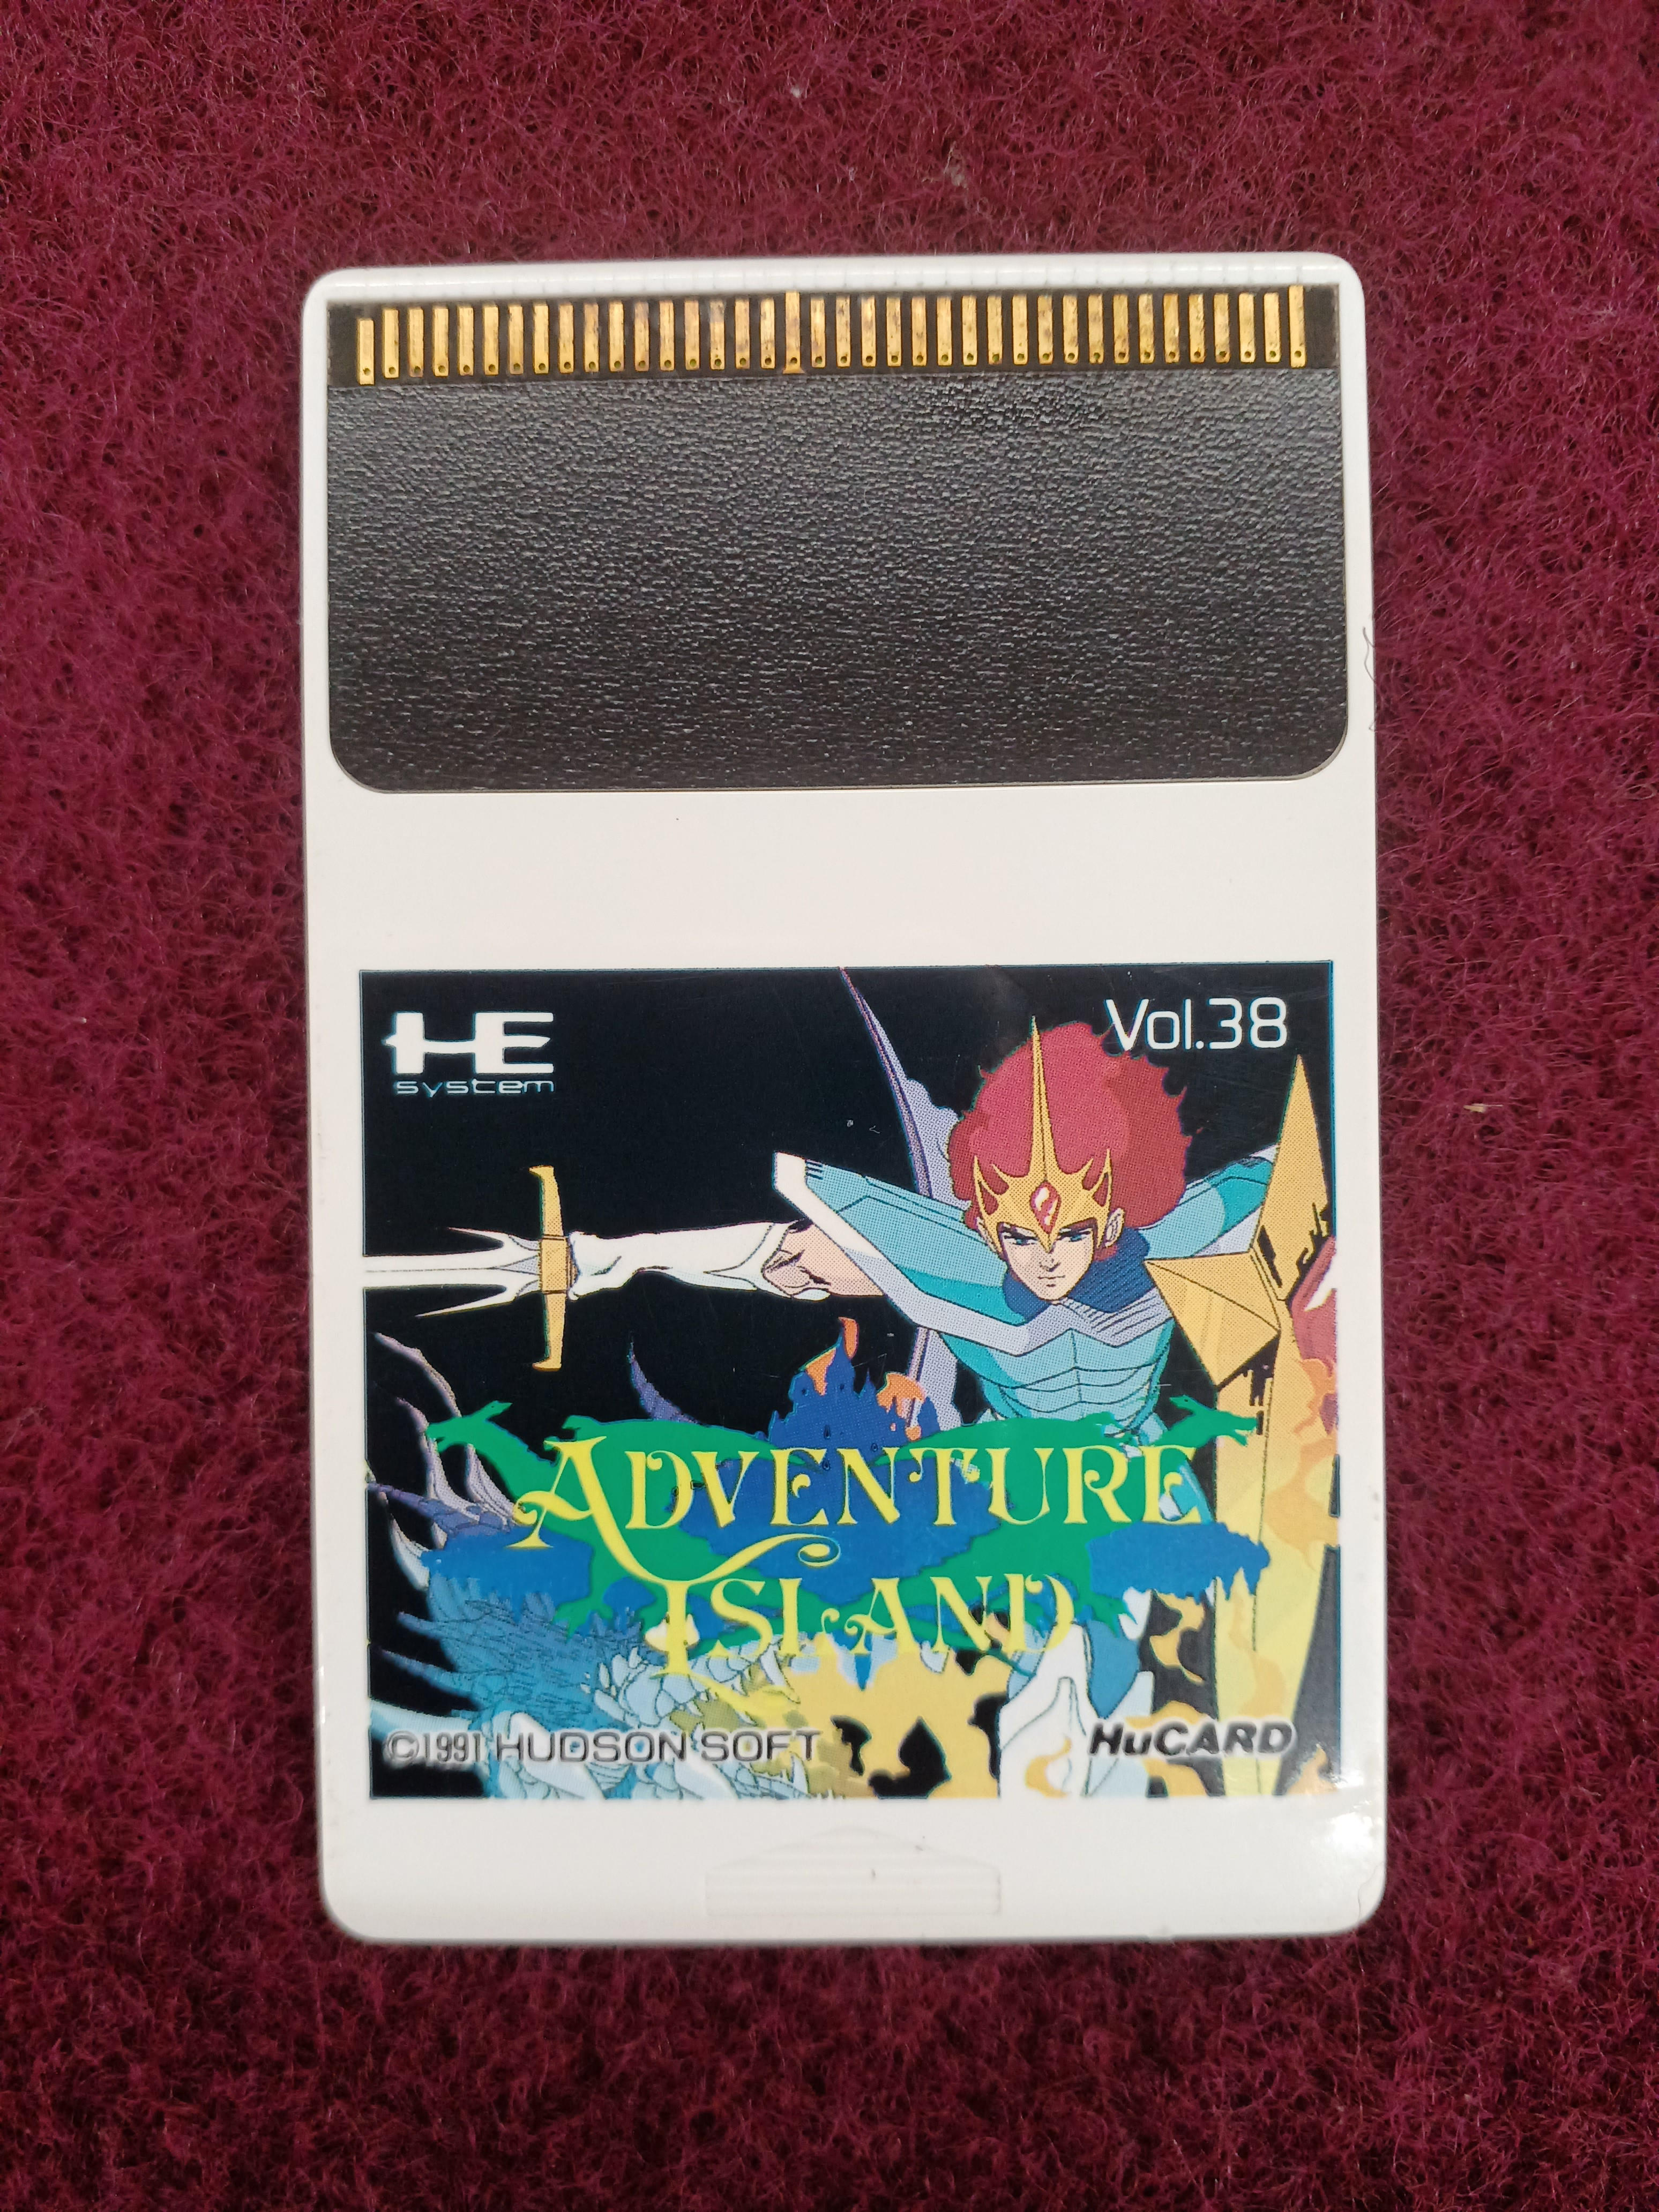 HE
system
Vol.38
ADVENTURE
ISLAND
©1991 HUDSON SOFT
HuCARD